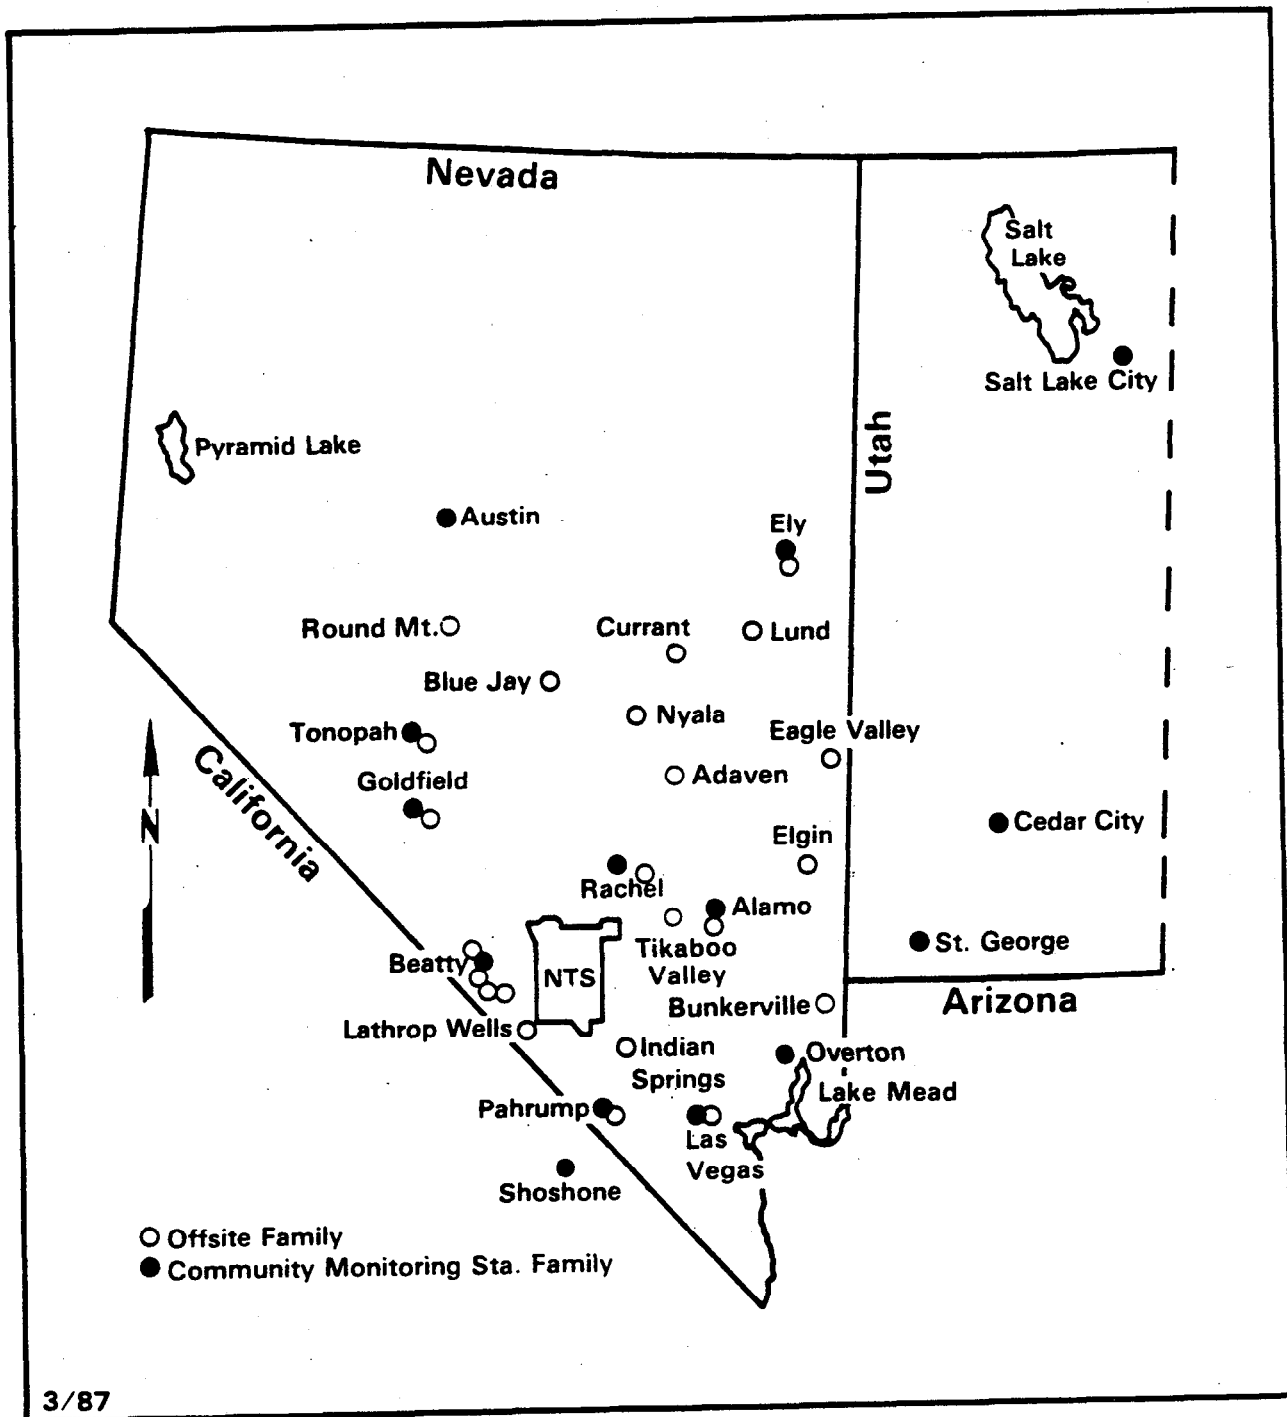 Nevada
Salt
Lake
Salt Lake City
Utah
Pyramid Lake
Austin
Ely
Round Mt.
Currant
Lund
Blue Jay
Nyala
Tonopah
Eagle Valley
California
Goldfield
Adaven
N
Cedar City
Elgin
Rachel
Alamo
Tikaboo
Valley
St. George
Beatty
NTS
Bunkerville
Arizona
Lathrop Wells
Indian
Springs
Overton
Lake Mead
Pahrump
Las
Vegas
Shoshone
Offsite Family
Community Monitoring Sta. Family
3/87